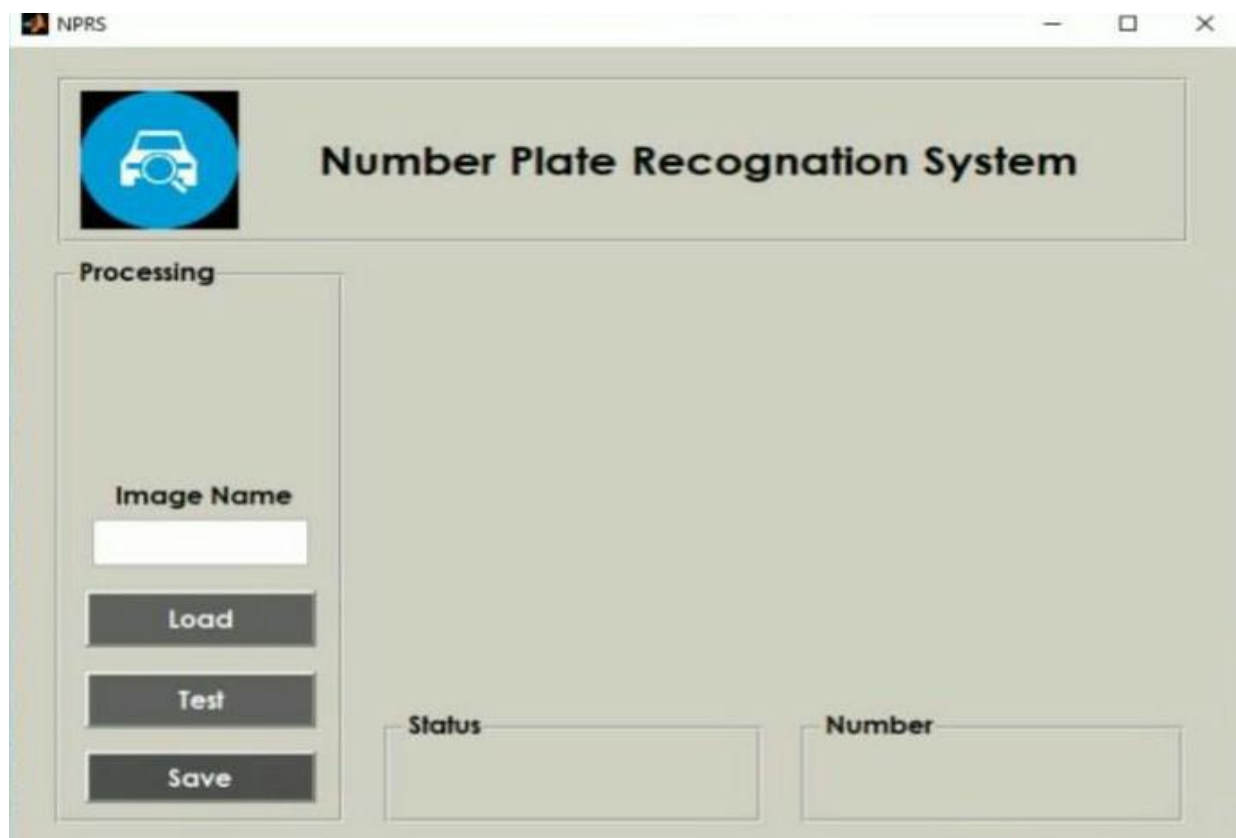 NPRS
Number Plate Recognation System
Processing
Image Name
Load
Test
Save
Status
Number